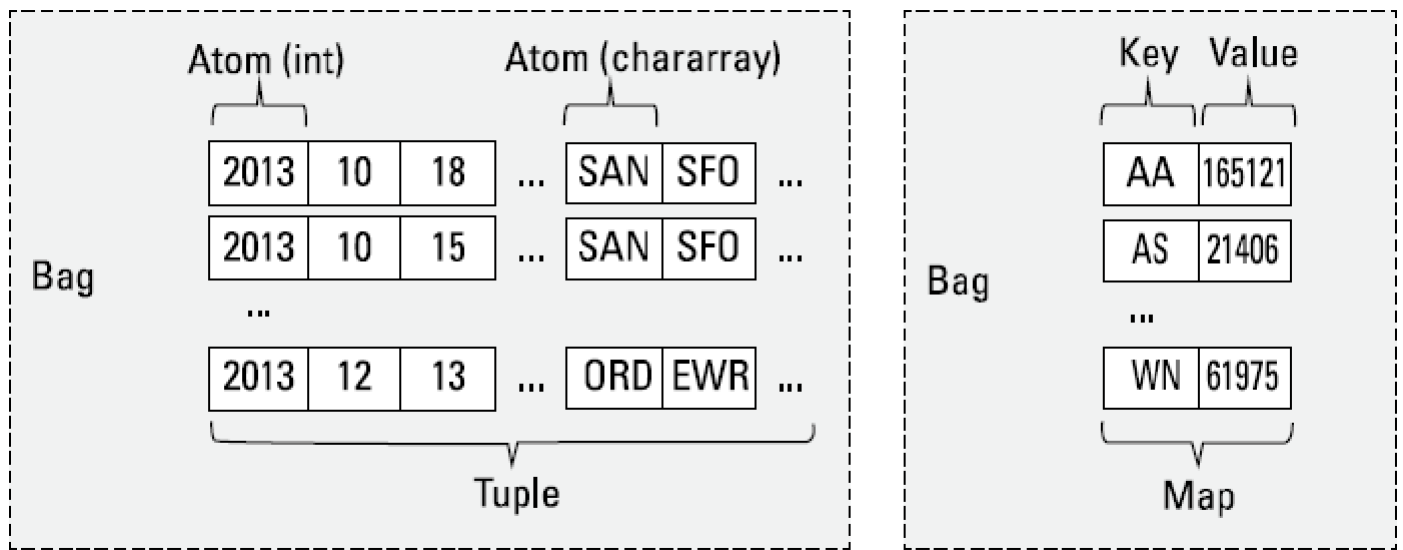 Atom (int) Atom (chararray)
2013 10 18 ... SAN SFO ...
2013 10 15 ... SAN SFO ...
Bag
...
2013 12 13 ... ORD EWR ...
Tuple
Key Value
AA 165121
AS 21406
Bag
...
WN 61975
Map